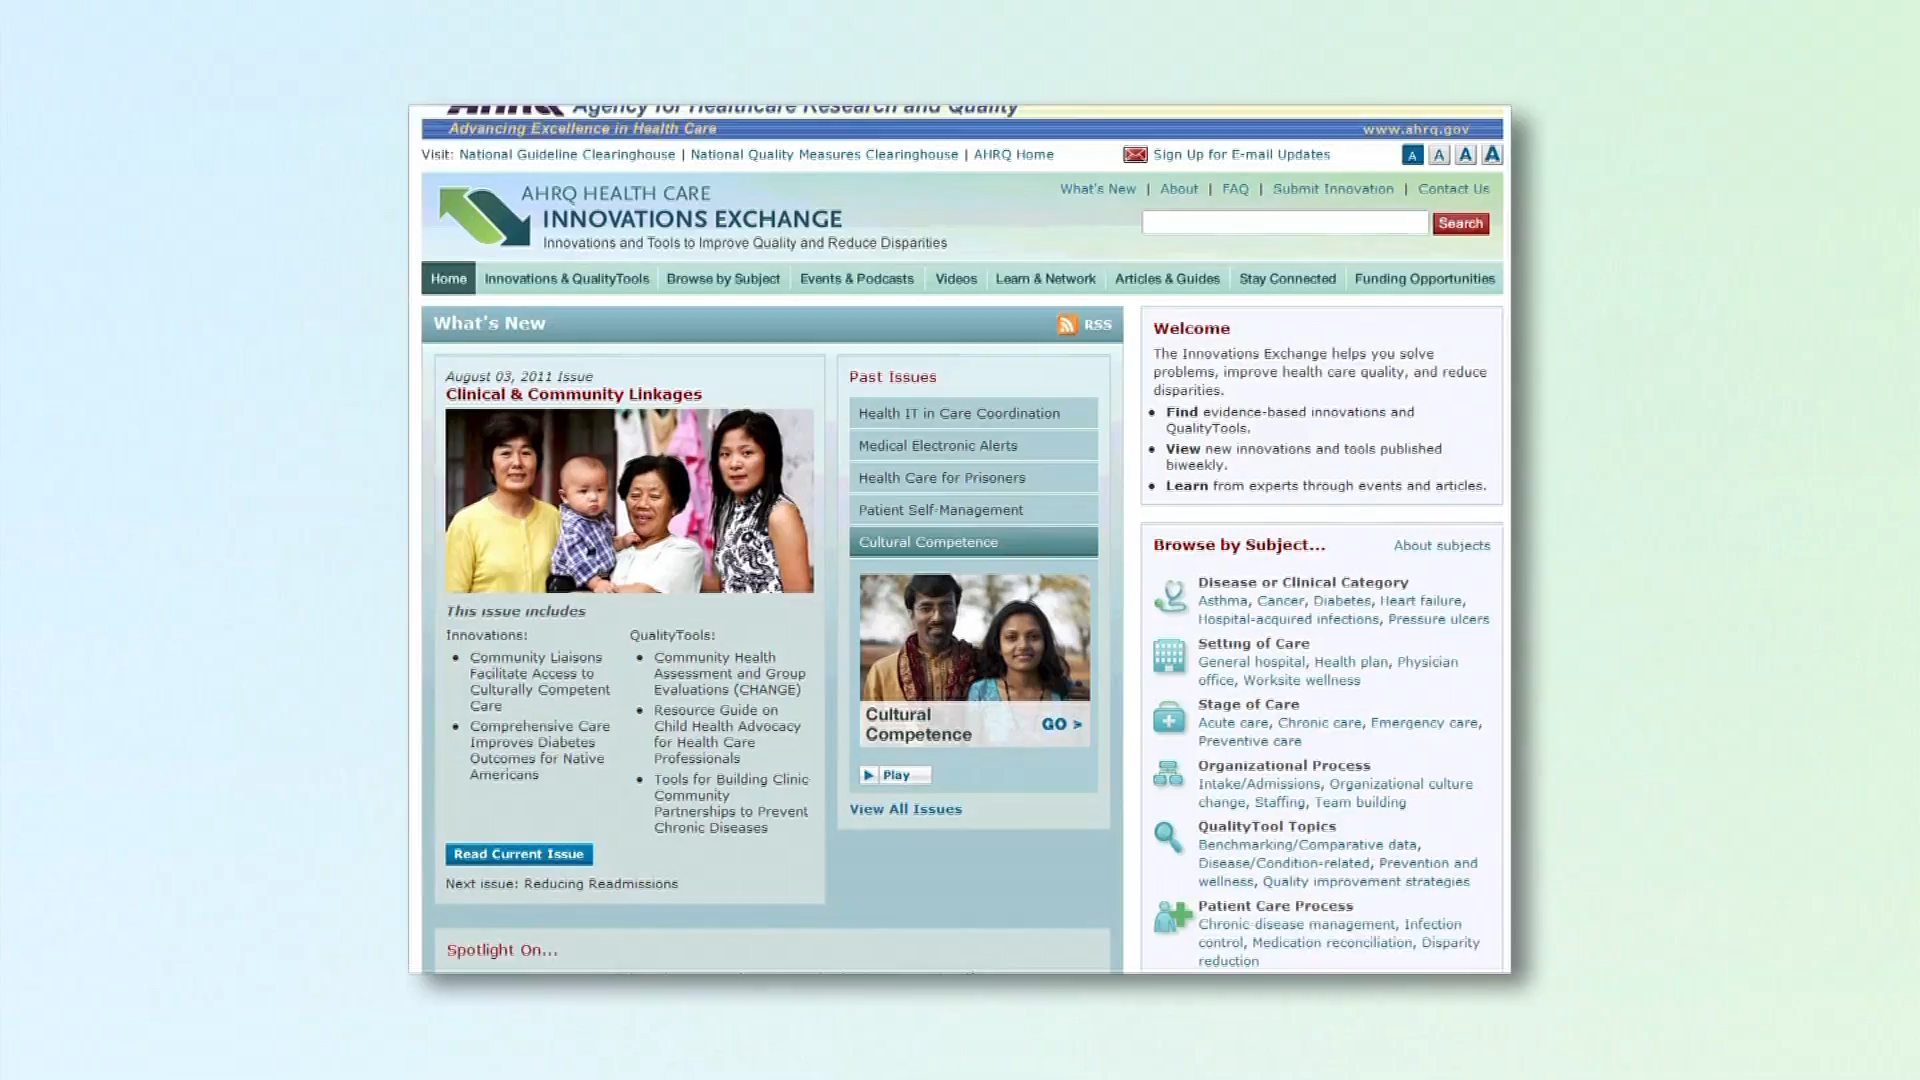 AHRQ Agency for Healthcare Research and Quality
Advancing Excellence in Health Care
www.ahrq.gov
Visit: National Guideline Clearinghouse | National Quality Measures Clearinghouse | AHRQ Home
Sign Up for E-mail Updates
A A A A
What's New | About | FAQ | Submit Innovation | Contact Us
AHRQ HEALTH CARE
INNOVATIONS EXCHANGE
Innovations and Tools to Improve Quality and Reduce Disparities
Search
Home
Innovations & QualityTools
Browse by Subject
Events & Podcasts
Videos
Learn & Network
Articles & Guides
Stay Connected
Funding Opportunities
What's New
RSS
August 03, 2011 Issue
Clinical & Community Linkages
This issue includes
Innovations:
Community Liaisons
Facilitate Access to
Culturally Competent
Care
Comprehensive Care
Improves Diabetes
Outcomes for Native
Americans
QualityTools:
Community Health
Assessment and Group
Evaluations (CHANGE)
Resource Guide on
Child Health Advocacy
for Health Care
Professionals
Tools for Building Clinic
Community
Partnerships to Prevent
Chronic Diseases
Read Current Issue
Next issue: Reducing Readmissions
Past Issues
Health IT in Care Coordination
Medical Electronic Alerts
Health Care for Prisoners
Patient Self-Management
Cultural Competence
Cultural
Competence
GO >
Play
View All Issues
Spotlight On...
Welcome
The Innovations Exchange helps you solve
problems, improve health care quality, and reduce
disparities.
Find evidence-based innovations and
QualityTools.
View new innovations and tools published
biweekly.
Learn from experts through events and articles.
Browse by Subject...
About subjects
Disease or Clinical Category
Asthma, Cancer, Diabetes, Heart failure,
Hospital-acquired infections, Pressure ulcers
Setting of Care
General hospital, Health plan, Physician
office, Worksite wellness
Stage of Care
Acute care, Chronic care, Emergency care,
Preventive care
Organizational Process
Intake/Admissions, Organizational culture
change, Staffing, Team building
QualityTool Topics
Benchmarking/Comparative data,
Disease/Condition-related, Prevention and
wellness, Quality improvement strategies
Patient Care Process
Chronic-disease management, Infection
control, Medication reconciliation, Disparity
reduction